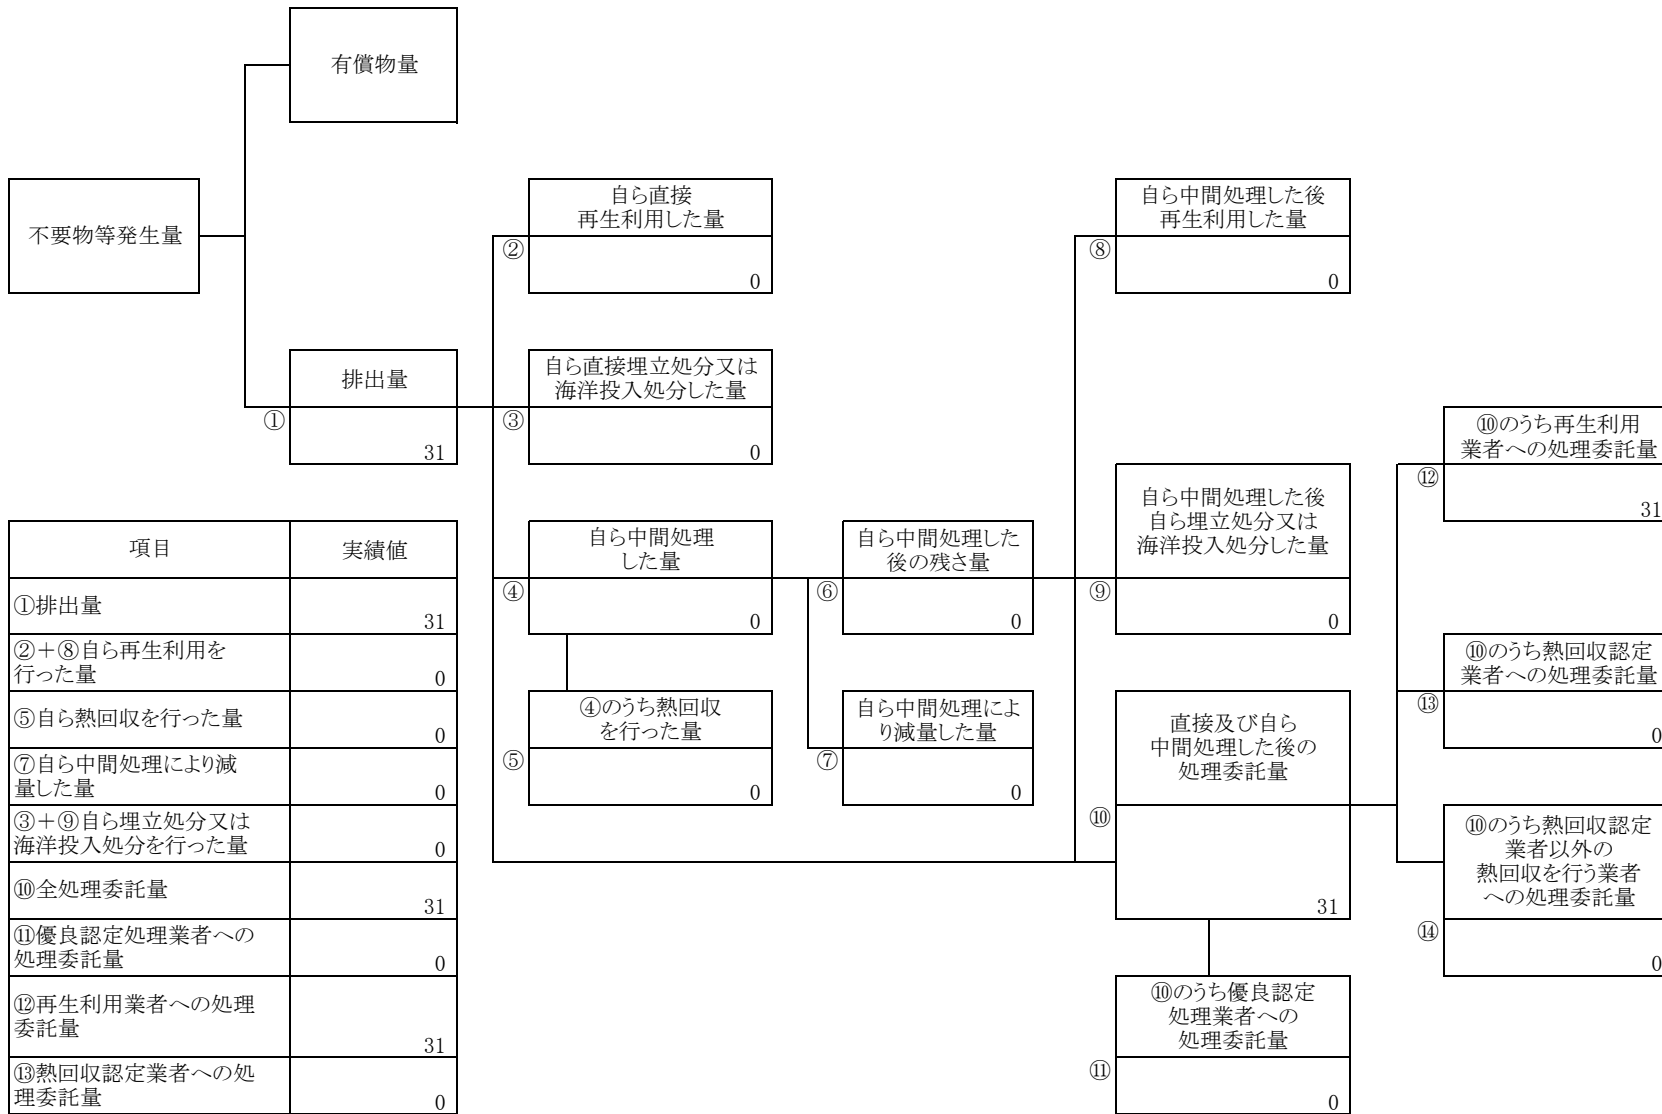 有償物量
不要物等発生量
自ら直接
再生利用した量
②
0
自ら中間処理した後
再生利用した量
⑧
0
排出量
①
31
自ら直接埋立処分又は
海洋投入処分した量
③
0
⑩のうち再生利用
業者への処理委託量
⑫
31
自ら中間処理
した量
④
0
自ら中間処理した
後の残さ量
⑥
0
自ら中間処理した後
自ら埋立処分又は
海洋投入処分した量
⑨
0
⑩のうち熱回収認定
業者への処理委託量
⑬
0
④のうち熱回収
を行った量
⑤
0
自ら中間処理によ
り減量した量
⑦
0
直接及び自ら
中間処理した後の
処理委託量
⑩
31
⑩のうち熱回収認定
業者以外の
熱回収を行う業者
への処理委託量
⑭
0
⑩のうち優良認定
処理業者への
処理委託量
⑪
0
項目 実績値
①排出量 31
②+⑧自ら再生利用を
行った量 0
⑤自ら熱回収を行った量 0
⑦自ら中間処理により減
量した量 0
③+⑨自ら埋立処分又は
海洋投入処分を行った量 0
⑩全処理委託量 31
⑪優良認定処理業者への
処理委託量 0
⑫再生利用業者への処理
委託量 31
⑬熱回収認定業者への処
理委託量 0